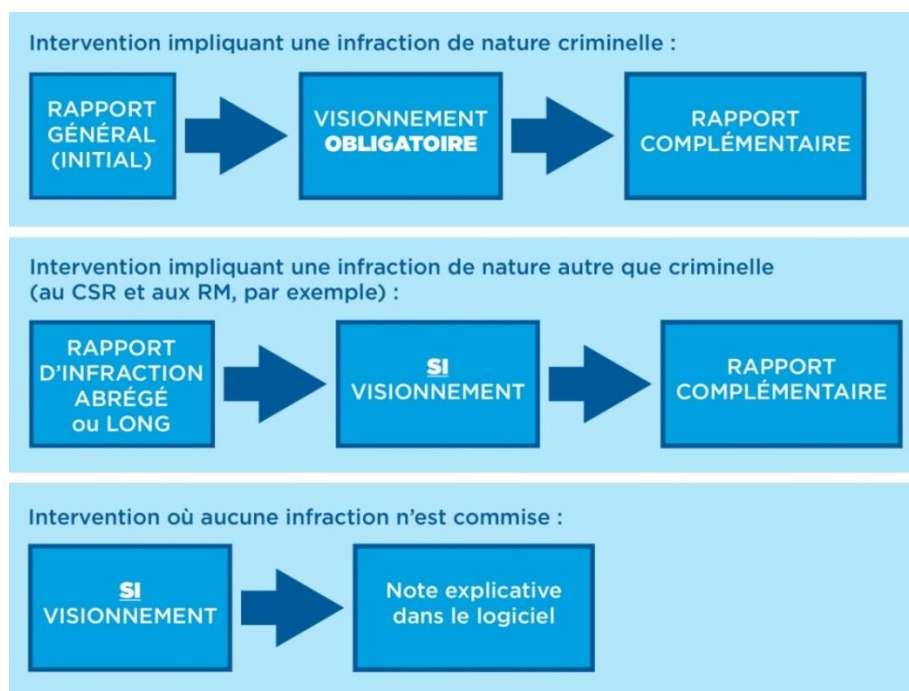 Intervention impliquant une infraction de nature criminelle :
RAPPORT
GÉNÉRAL
(INITIAL)
VISIONNEMENT
OBLIGATOIRE
RAPPORT
COMPLÉMENTAIRE
Intervention impliquant une infraction de nature autre que criminelle
(au CSR et aux RM, par exemple) :
RAPPORT
D'INFRACTION
ABRÉGÉ
ou LONG
SI
VISIONNEMENT
RAPPORT
COMPLÉMENTAIRE
Intervention où aucune infraction n'est commise :
SI
VISIONNEMENT
Note explicative
dans le logiciel